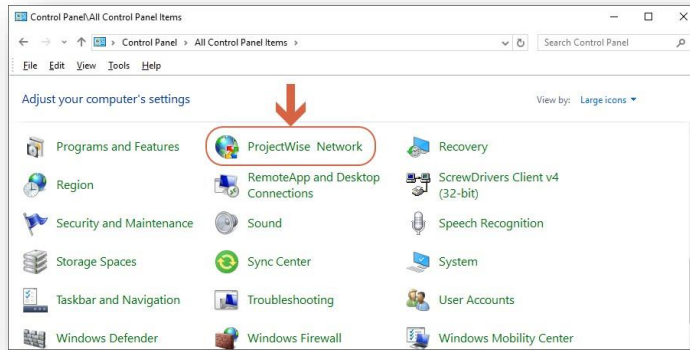 Control Panel\All Control Panel Items
Control Panel > All Control Panel Items >
Search Control Panel
File Edit View Tools Help
Adjust your computer's settings
View by: Large icons
Programs and Features
ProjectWise Network
Recovery
Region
RemoteApp and Desktop
Connections
ScrewDrivers Client v4
(32-bit)
Security and Maintenance
Sound
Speech Recognition
Storage Spaces
Sync Center
System
Taskbar and Navigation
Troubleshooting
User Accounts
Windows Defender
Windows Firewall
Windows Mobility Center